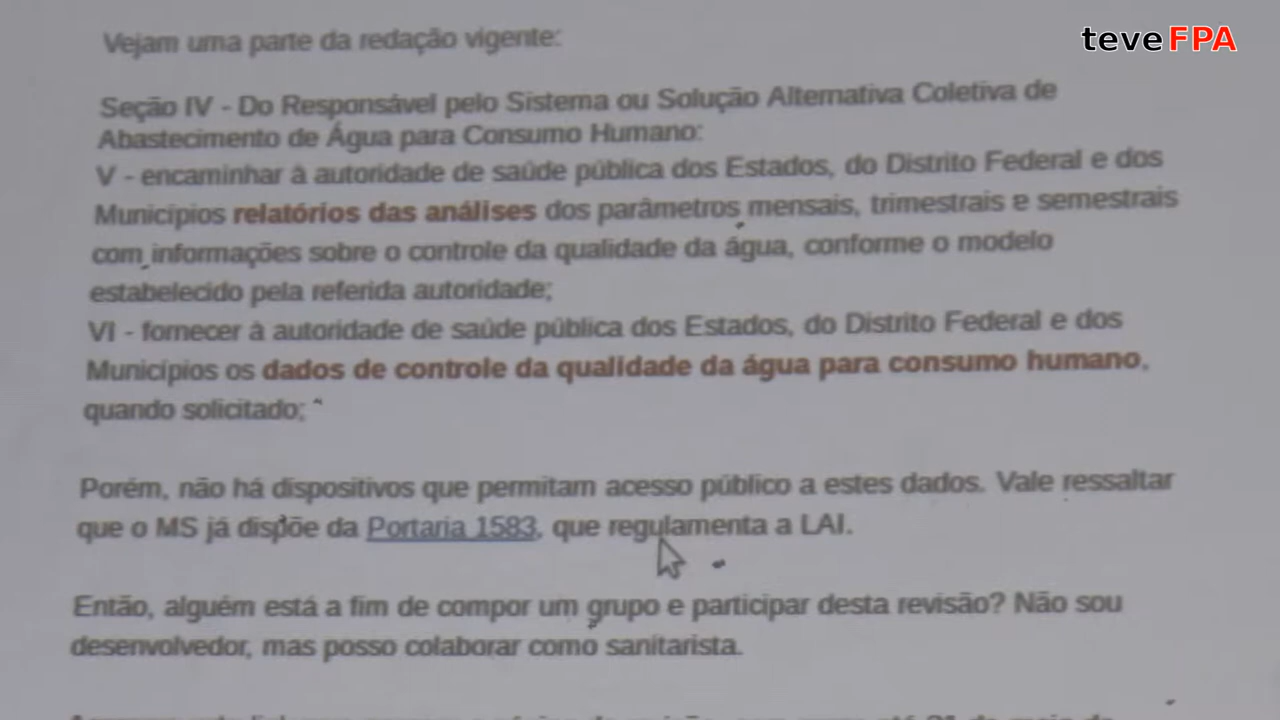 teveFPA
Vejam uma parte da redação vigente:
Seção IV - Do Responsável pelo Sistema ou Solução Alternativa Coletiva de
Abastecimento de Água para Consumo Humano:
V - encaminhar à autoridade de saúde pública dos Estados, do Distrito Federal e dos
Municípios relatórios das análises dos parâmetros mensais, trimestrais e semestrais
com informações sobre o controle da qualidade da água, conforme o modelo
estabelecido pela referida autoridade;
VI - fornecer à autoridade de saúde pública dos Estados, do Distrito Federal e dos
Municípios os dados de controle da qualidade da água para consumo humano,
quando solicitado;
Porém, não há dispositivos que permitam acesso público a estes dados. Vale ressaltar
que o MS já dispõe da Portaria 1583, que regulamenta a LAI.
Então, alguém está a fim de compor um grupo e participar desta revisão? Não sou
desenvolvedor, mas posso colaborar como sanitarista.